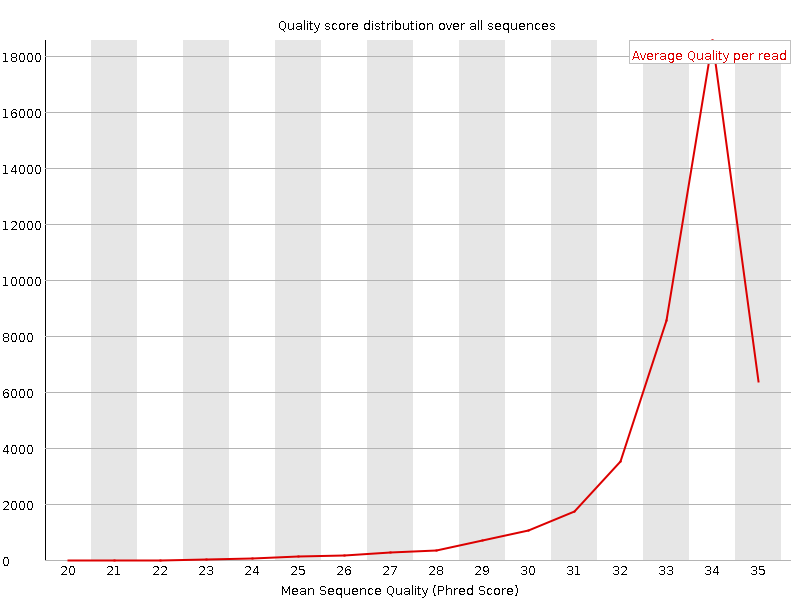 Quality score distribution over all sequences
Average Quality per read
18000
16000
14000
12000
10000
8000
6000
4000
2000
0
20 21 22 23 24 25 26 27 28 29 30 31 32 33 34 35
Mean Sequence Quality (Phred Score)